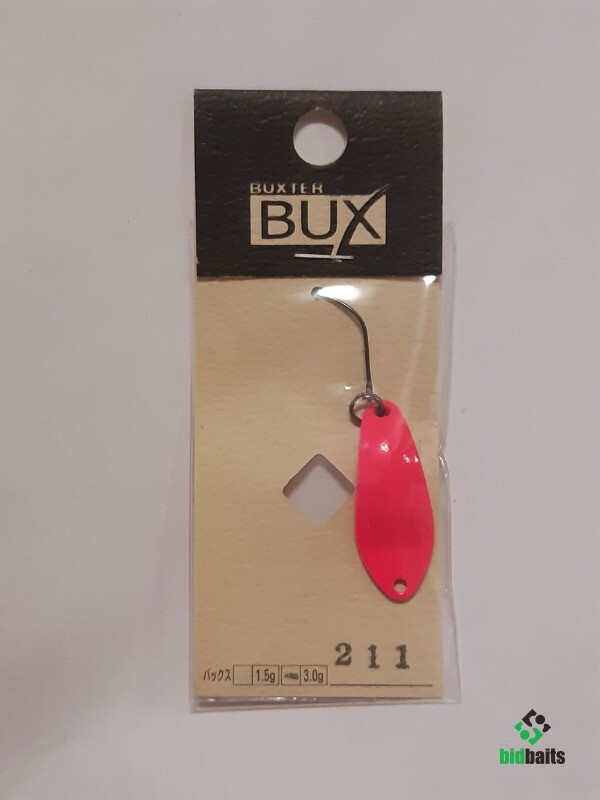 BUXTER
BUX
211
バックス 1.5g 3.0g
bidbaits